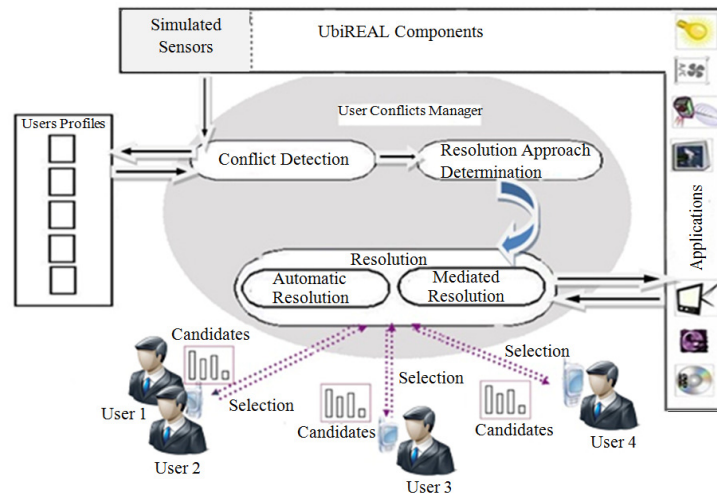 Simulated
Sensors
UbiREAL Components
Users Profiles
User Conflicts Manager
Conflict Detection
Resolution Approach
Determination
Applications
Resolution
Automatic
Resolution
Mediated
Resolution
Candidates
Selection
Selection
Selection
Candidates
Candidates
User 1
User 2
User 3
User 4